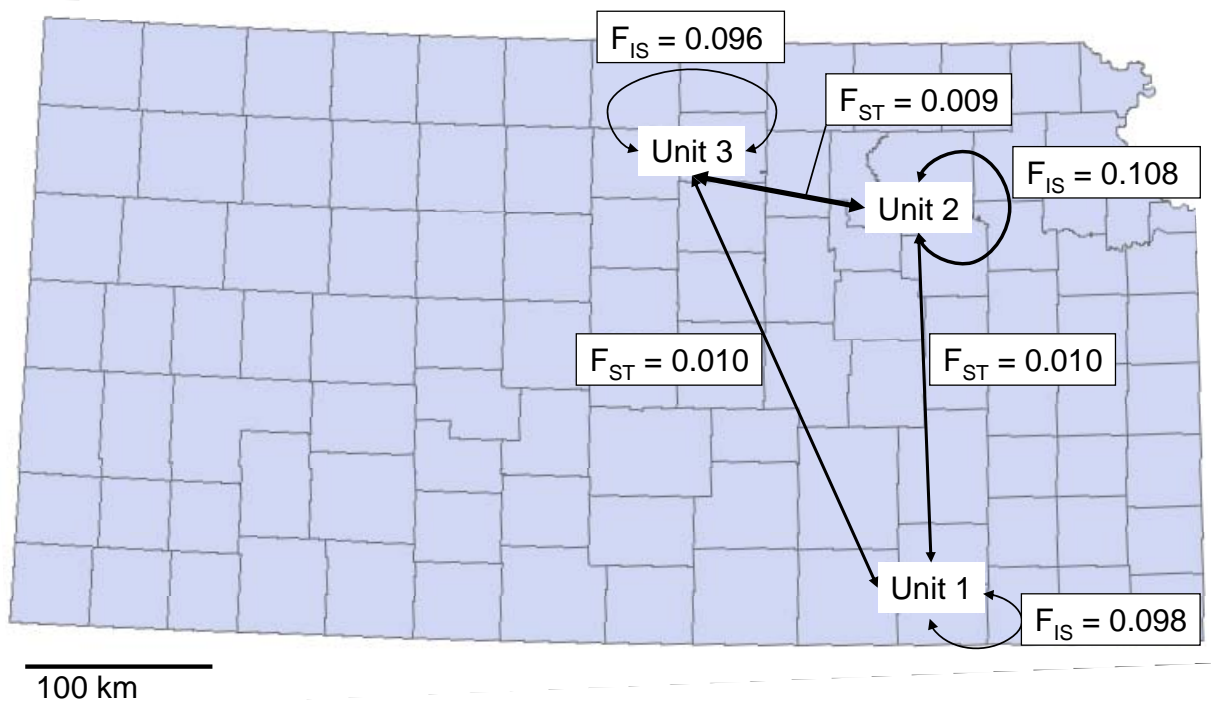 F_IS = 0.096
F_ST = 0.009
Unit 3
F_IS = 0.108
Unit 2
F_ST = 0.010
F_ST = 0.010
Unit 1
F_IS = 0.098
100 km